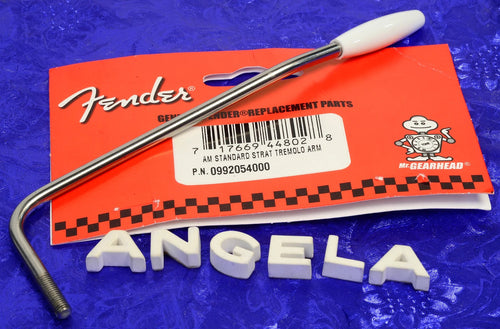 Fender®
GENUINE FENDER® REPLACEMENT PARTS
7 17669 44802 8
AM STANDARD STRAT TREMOLO ARM
P.N. 0992054000
MR. GEARHEAD®
ANGELA